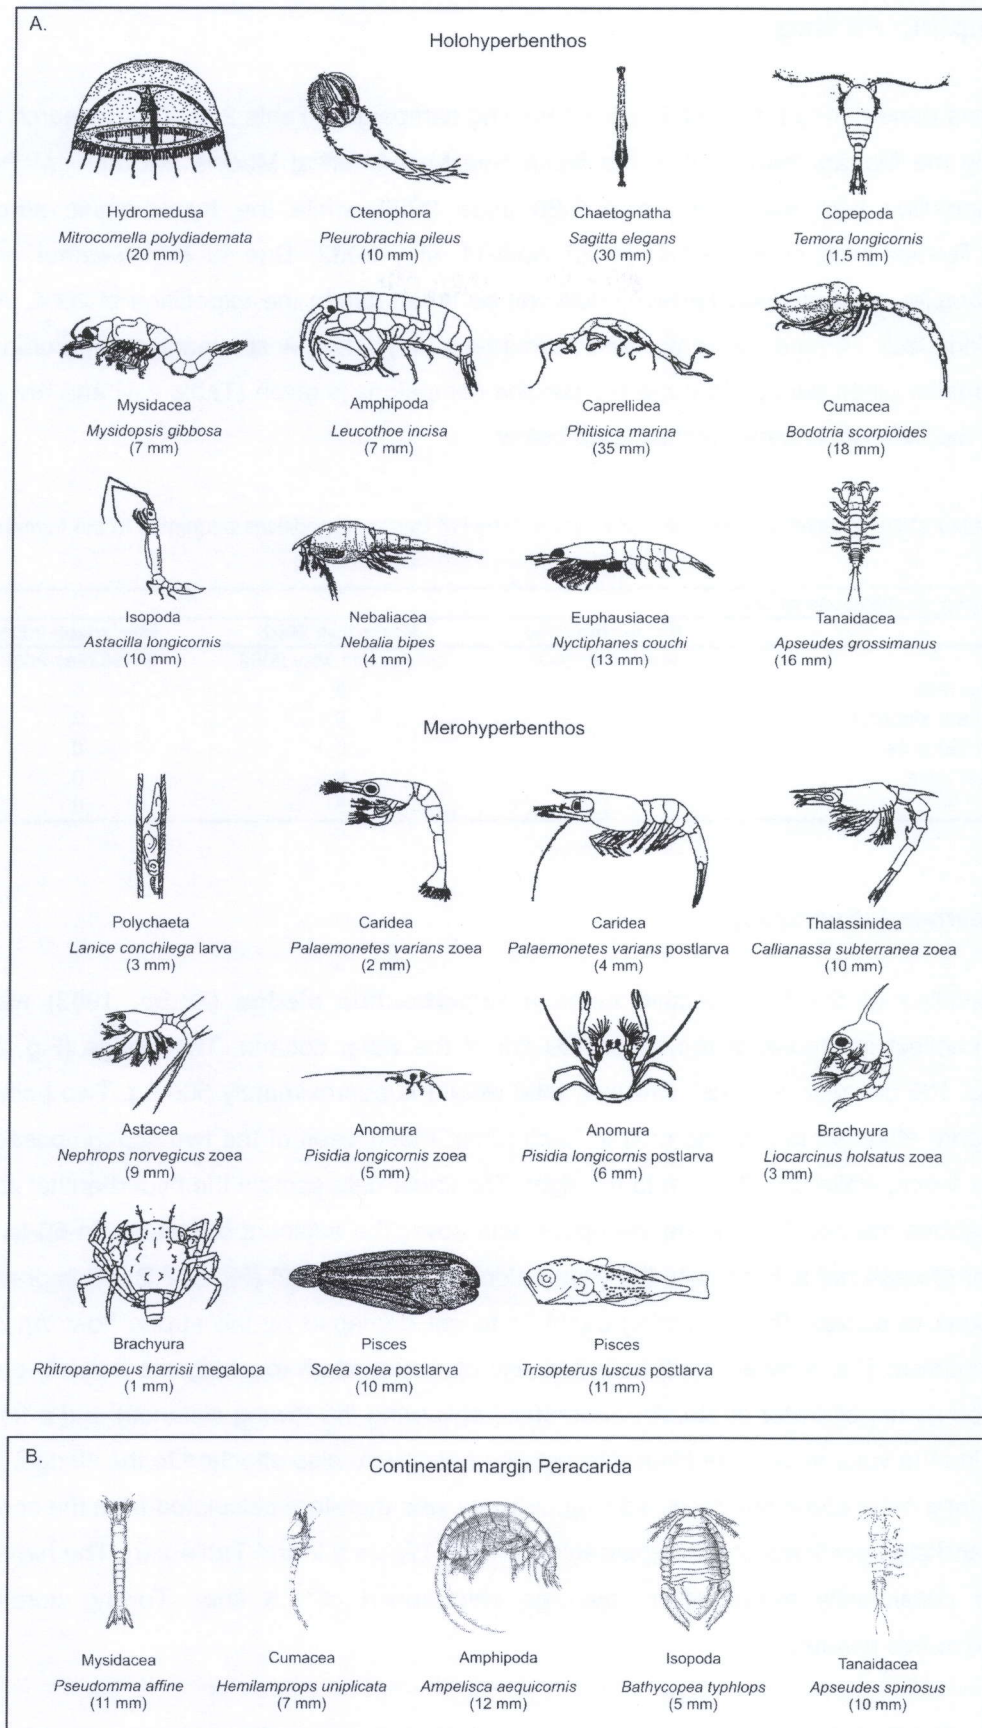 A.
Holohyperbenthos
Hydromedusa Ctenophora Chaetognatha Copepoda
Mitrocomella polydiademata Pleurobrachia pileus Sagitta elegans Temora longicornis
(20 mm) (10 mm) (30 mm) (1.5 mm)
Mysidacea Amphipoda Caprellidea Cumacea
Mysidopsis gibbosa Leucothoe incisa Phitisica marina Bodotria scorpioides
(7 mm) (7 mm) (35 mm) (18 mm)
Isopoda Nebaliacea Euphausiacea Tanaidacea
Astacilla longicornis Nebalia bipes Nyctiphanes couchi Apseudes grossimanus
(10 mm) (4 mm) (13 mm) (16 mm)
Merohyperbenthos
Polychaeta Caridea Caridea Thalassinidea
Lanice conchilega larva Palaemonetes varians zoea Palaemonetes varians postlarva Callianassa subterranea zoea
(3 mm) (2 mm) (4 mm) (10 mm)
Astacea Anomura Anomura Brachyura
Nephrops norvegicus zoea Pisidia longicornis zoea Pisidia longicornis postlarva Liocarcinus holsatus zoea
(9 mm) (5 mm) (6 mm) (3 mm)
Brachyura Pisces Pisces
Rhitropanopeus harrisii megalopa Solea solea postlarva Trisopterus luscus postlarva
(1 mm) (10 mm) (11 mm)
B.
Continental margin Peracarida
Mysidacea Cumacea Amphipoda Isopoda Tanaidacea
Pseudomma affine Hemilamprops uniplicata Ampelisca aequicornis Bathycopea typhlops Apseudes spinosus
(11 mm) (7 mm) (12 mm) (5 mm) (10 mm)